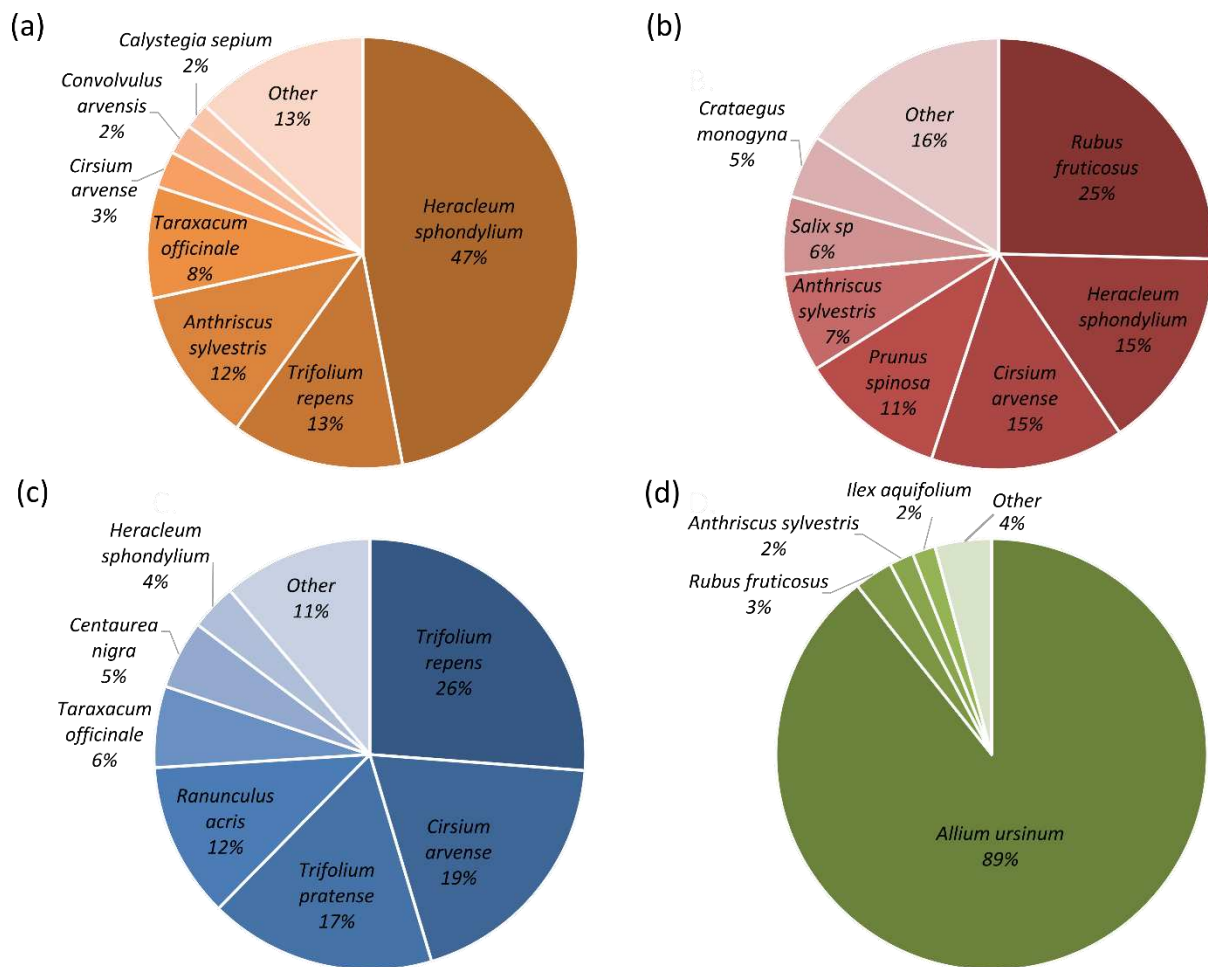 (a)
Calystegia sepium
2%
Convolvulus
arvensis
2%
Cirsium
arvense
3%
Taraxacum
officinale
8%
Anthriscus
sylvestris
12%
Trifolium
repens
13%
Heracleum
sphondylium
47%
Other
13%
(b)
B.
Crataegus
monogyna
5%
Other
16%
Rubus
fruticosus
25%
Salix sp
6%
Anthriscus
sylvestris
7%
Prunus
spinosa
11%
Cirsium
arvense
15%
Heracleum
sphondylium
15%
(c)
C.
Heracleum
sphondylium
4%
Other
11%
Centaurea
nigra
5%
Taraxacum
officinale
6%
Ranunculus
acris
12%
Trifolium
pratense
17%
Cirsium
arvense
19%
Trifolium
repens
26%
(d)
D.
Ilex aquifolium
2%
Other
4%
Anthriscus sylvestris
2%
Rubus fruticosus
3%
Allium ursinum
89%